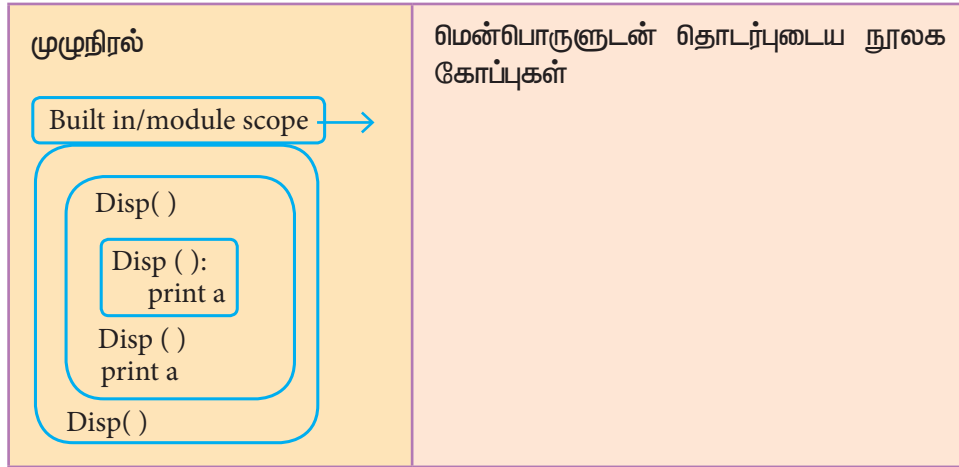 முழுநிரல்
Built in/module scope
Disp( )
Disp ( ):
print a
Disp ( )
print a
Disp( )
மென்பொருளுடன் தொடர்புடைய நூலக
கோப்புகள்